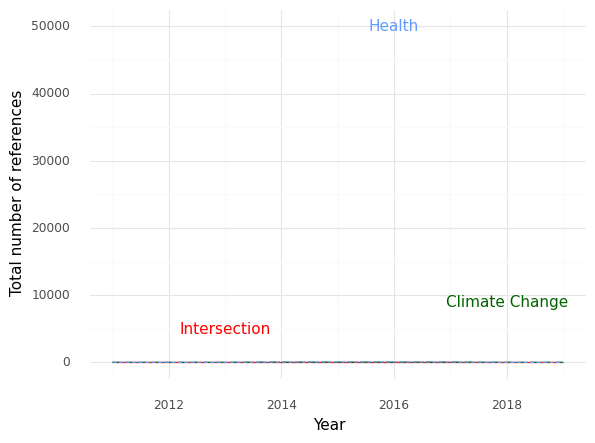 50000
40000
30000
20000
10000
0
Total number of references
Health
Climate Change
Intersection
2012
2014
2016
2018
Year